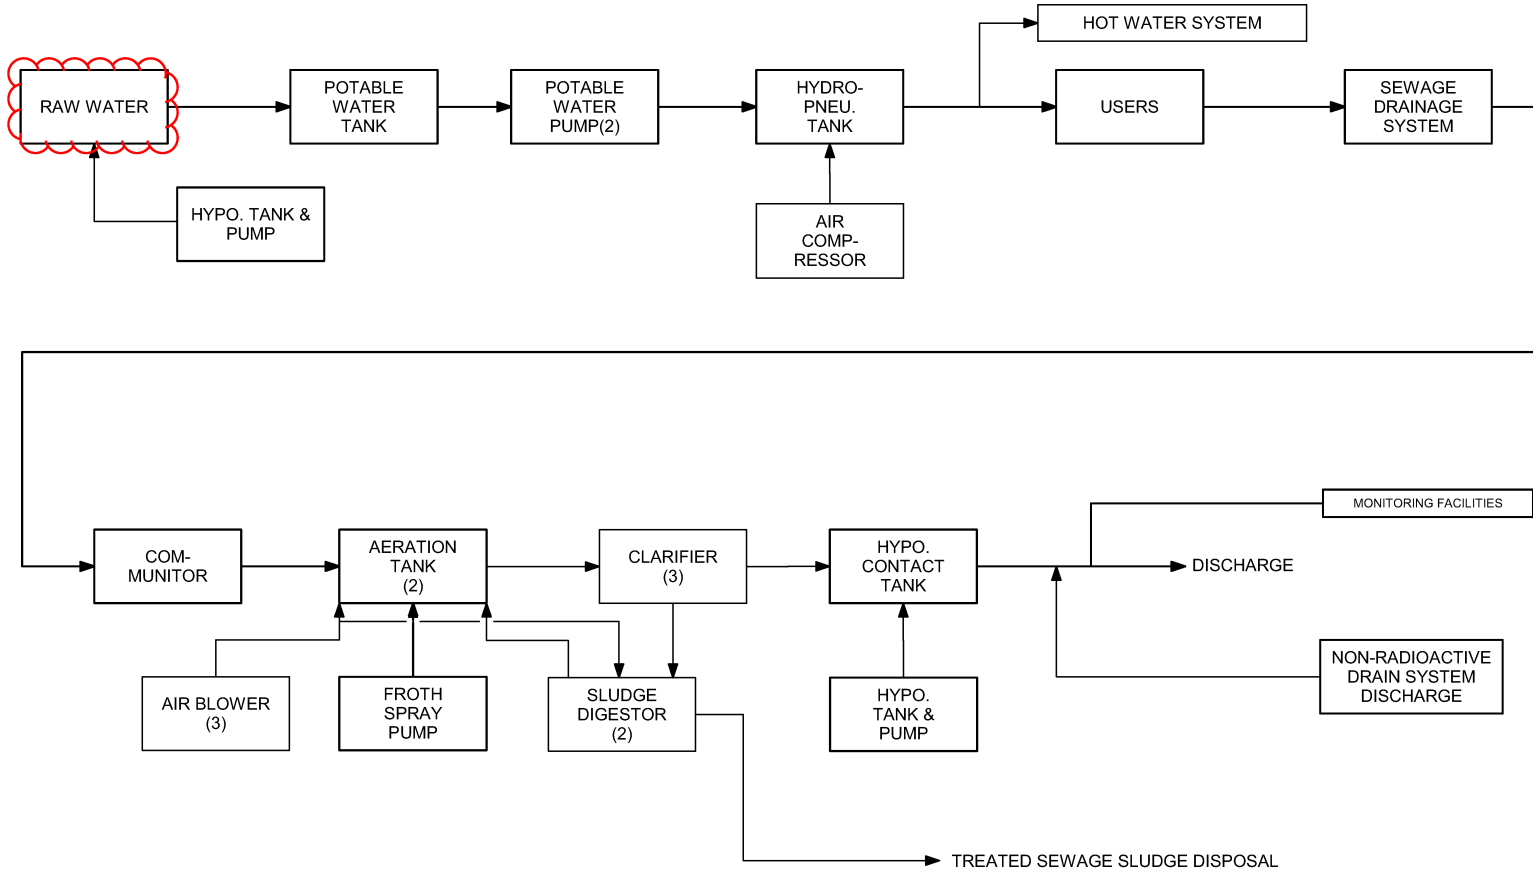 HOT WATER SYSTEM
RAW WATER
POTABLE
WATER
TANK
POTABLE
WATER
PUMP(2)
HYDRO-
PNEU.
TANK
USERS
SEWAGE
DRAINAGE
SYSTEM
HYPO. TANK &
PUMP
AIR
COMP-
RESSOR
MONITORING FACILITIES
COM-
MUNITOR
AERATION
TANK
(2)
CLARIFIER
(3)
HYPO.
CONTACT
TANK
DISCHARGE
AIR BLOWER
(3)
FROTH
SPRAY
PUMP
SLUDGE
DIGESTOR
(2)
HYPO.
TANK &
PUMP
NON-RADIOACTIVE
DRAIN SYSTEM
DISCHARGE
TREATED SEWAGE SLUDGE DISPOSAL